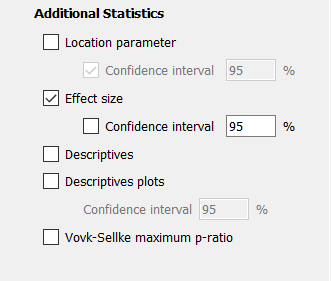 Additional Statistics
Location parameter
Confidence interval 95 %
Effect size
Confidence interval 95 %
Descriptives
Descriptives plots
Confidence interval 95 %
Vovk-Sellke maximum p-ratio